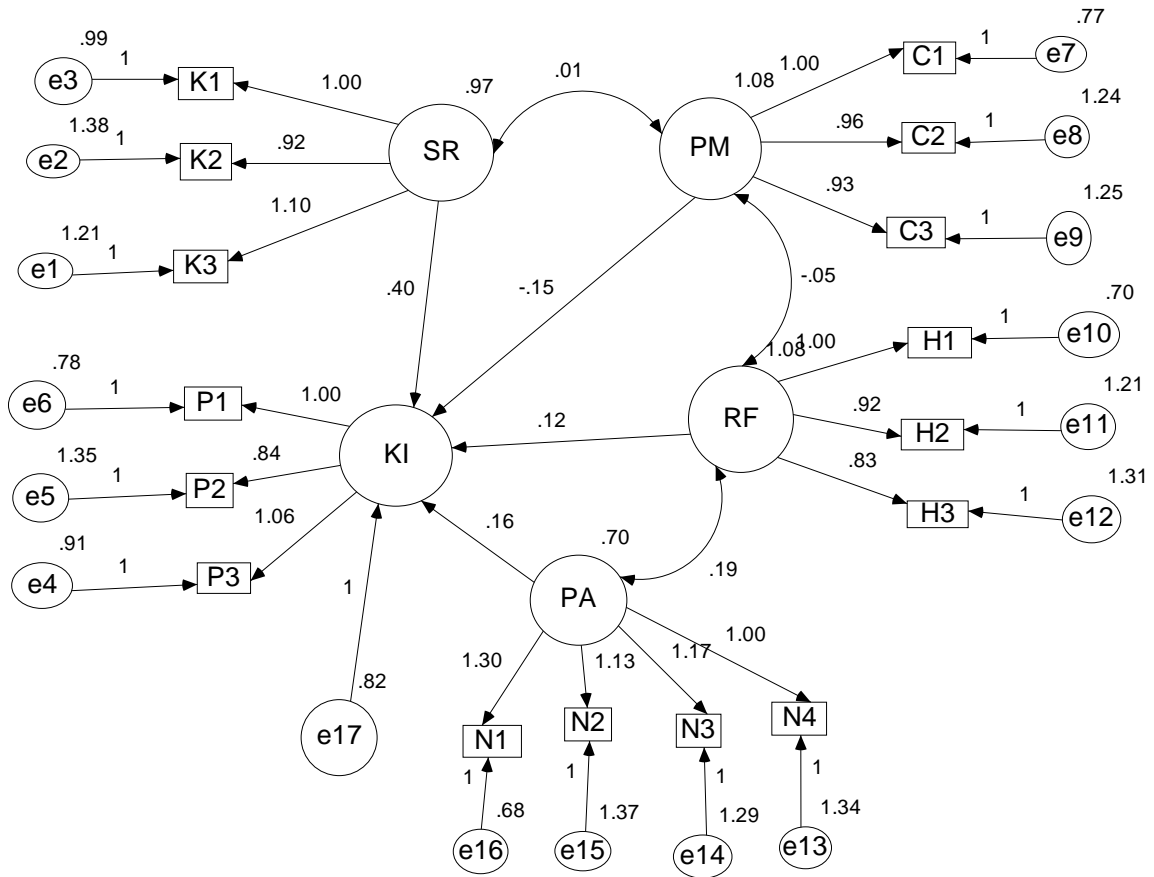 .99
1
e3
K1
1.00
.97
.01
1.38
1
e2
K2
.92
SR
1.21
1
e1
K3
1.10
.77
1
e7
C1
1.00
1.08
1.24
1
e8
C2
.96
PM
1.25
1
e9
C3
.93
.40
-.15
-.05
.78
1
e6
P1
1.00
1.35
1
e5
P2
.84
KI
.91
1
e4
P3
1.06
.12
.70
1
e10
H1
1.00
1.08
1.21
1
e11
H2
.92
RF
1.31
1
e12
H3
.83
.16
.70
.19
PA
1
.82
e17
1.30
1.13
1.17
1.00
N1
N2
N3
N4
1
1
1
1
.68
1.37
1.29
1.34
e16
e15
e14
e13